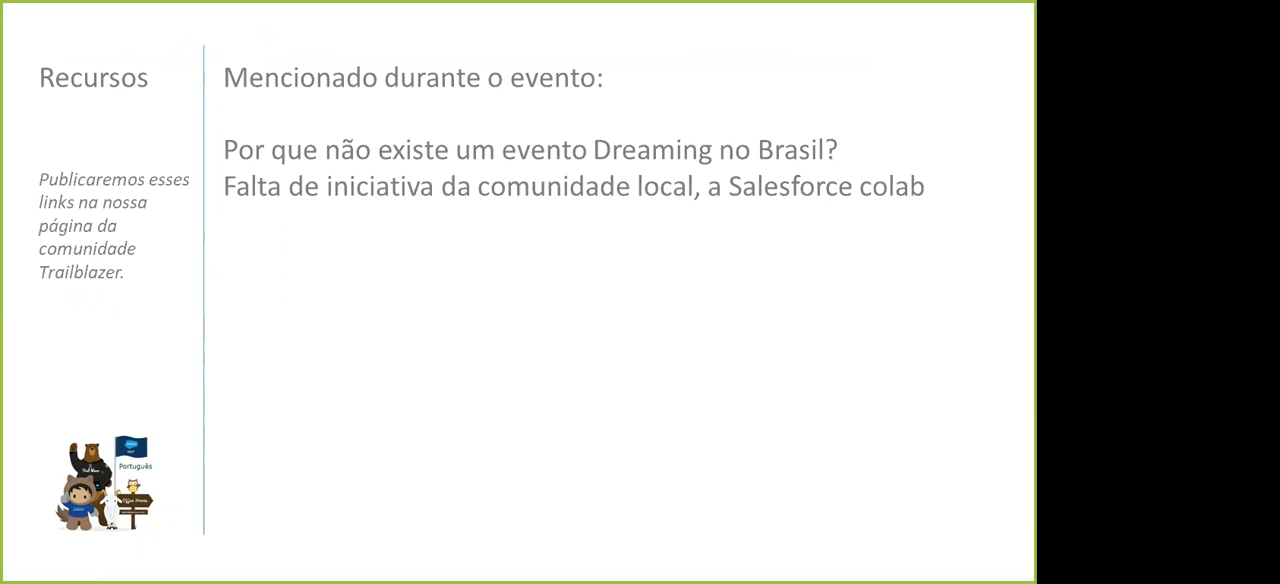 Recursos
Publicaremos esses
links na nossa
página da
comunidade
Trailblazer.
Mencionado durante o evento:
Por que não existe um evento Dreaming no Brasil?
Falta de iniciativa da comunidade local, a Salesforce colab
Português